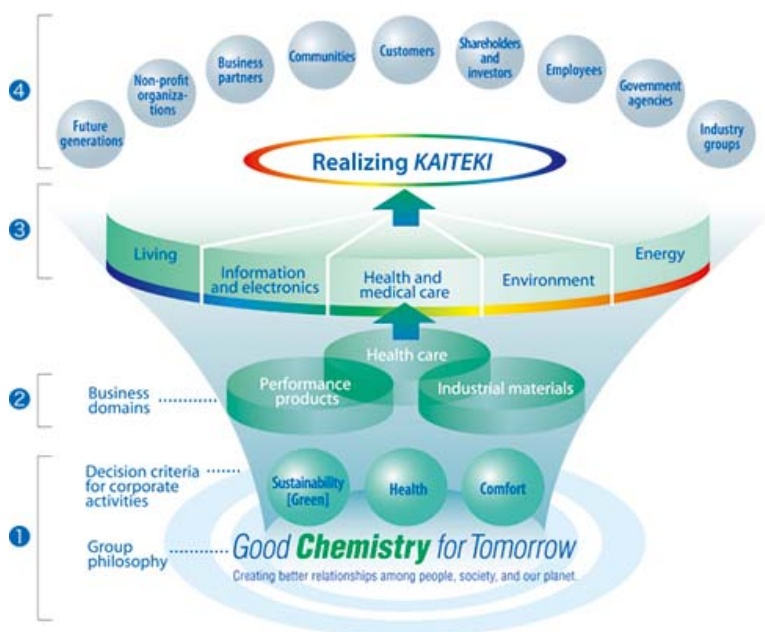 4
Future
generations
Non-profit
organiza-
tions
Business
partners
Communities
Customers
Shareholders
and
investors
Employees
Government
agencies
Industry
groups
Realizing KAITEKI
3
Living
Information
and electronics
Health and
medical care
Environment
Energy
2
Business
domains
Health care
Performance
products
Industrial materials
1
Decision criteria
for corporate
activities
Sustainability
[Green]
Health
Comfort
Group
philosophy
Good Chemistry for Tomorrow
Creating better relationships among people, society, and our planet.